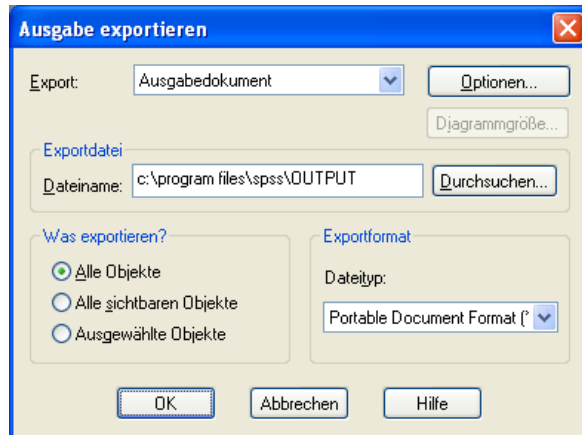 Ausgabe exportieren
Export: Ausgabedokument Optionen...
Diagrammgröße...
Exportdatei
Dateiname: c:\program files\spss\OUTPUT Durchsuchen...
Was exportieren?
Alle Objekte
Alle sichtbaren Objekte
Ausgewählte Objekte
Exportformat
Dateityp:
Portable Document Format (*
OK Abbrechen Hilfe